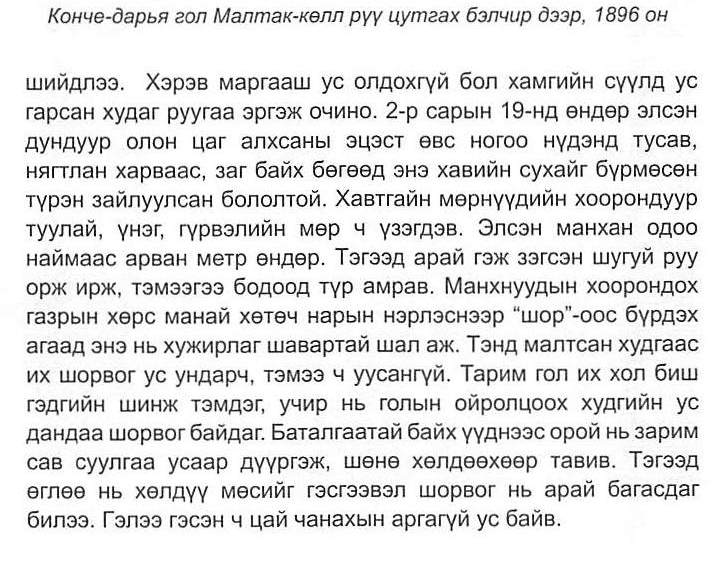 Конче-дарья гол Малтак-көлл рүү цутгах бэлчир дээр, 1896 он
шийдлээ. Хэрэв маргааш ус олдохгүй бол хамгийн сүүлд ус
гарсан худаг руугаа эргэж очино. 2-р сарын 19-нд өндөр элсэн
дундуур олон цаг алхсаны эцэст өвс ногоо нүдэнд тусав,
нягтлан харваас, заг байх бөгөөд энэ хавийн сухайг бүрмөсөн
түрэн зайлуулсан бололтой. Хавтгайн мөрнүүдийн хоорондуур
туулай, үнэг, гүрвэлийн мөр ч үзэгдэв. Элсэн манхан одоо
наймаас арван метр өндөр. Тэгээд арай гэж зэгсэн шугуй руу
орж ирж, тэмээгээ бодоод түр амрав. Манхнуудын хоорондох
газрын хөрс манай хөтөч нарын нэрлэснээр “шор”-оос бүрдэх
агаад энэ нь хужирлаг шавартай шал аж. Тэнд малтсан худгаас
их шорвог ус ундарч, тэмээ ч уусангүй. Тарим гол их хол биш
гэдгийн шинж тэмдэг, учир нь голын ойролцоох худгийн ус
дандаа шорвог байдаг. Баталгаатай байх үүднээс орой нь зарим
сав суулгаа усаар дүүргэж, шөнө хөлдөөхөөр тавив. Тэгээд
өглөө нь хөлдүү мөсийг гэсгээвэл шорвог нь арай багасдаг
билээ. Гэлээ гэсэн ч цай чанахын аргагүй ус байв.